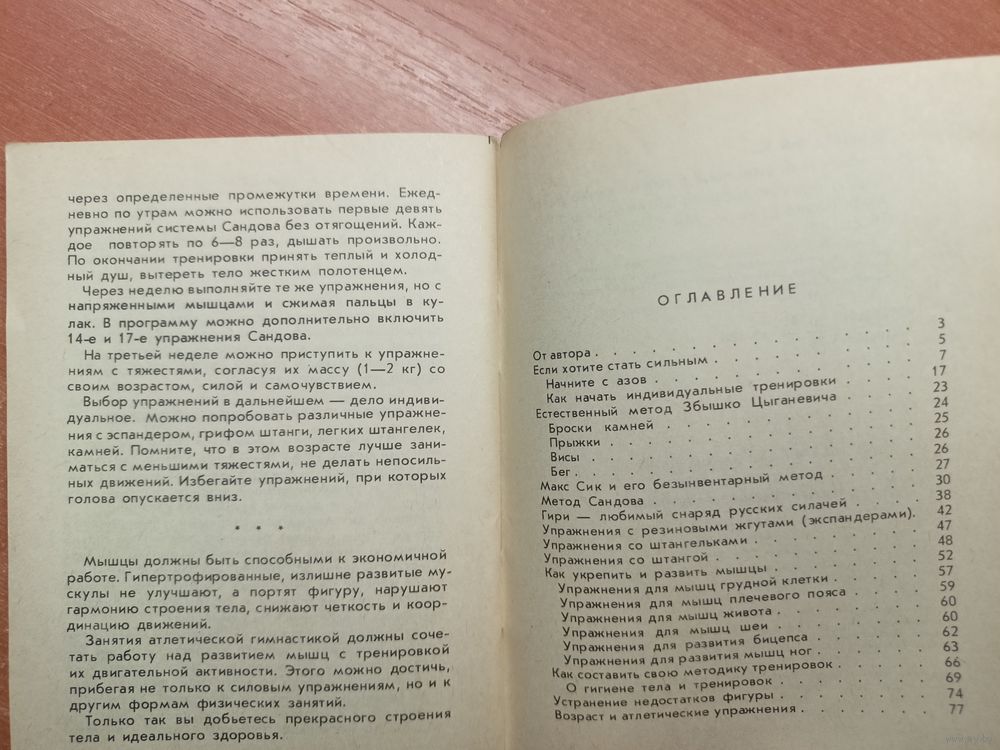 через определенные промежутки времени. Ежед-
невно по утрам можно использовать первые девять
упражнений системы Сандова без отягощений. Каж-
дое повторять по 6—8 раз, дышать произвольно.
По окончании тренировки принять теплый и холод-
ный душ, вытереть тело жестким полотенцем.
Через неделю выполняйте те же упражнения, но с
напряженными мышцами и сжимая пальцы в ку-
лак. В программу можно дополнительно включить
14-е и 17-е упражнения Сандова.
На третьей неделе можно приступить к упражне-
ниям с тяжестями, согласуя их массу (1—2 кг) со
своим возрастом, силой и самочувствием.
Выбор упражнений в дальнейшем — дело индиви-
дуальное. Можно попробовать различные упражне-
ния с эспандером, грифом штанги, легких штангелек,
камней. Помните, что в этом возрасте лучше зани-
маться с меньшими тяжестями, не делать непосиль-
ных движений. Избегайте упражнений, при которых
голова опускается вниз.
* * *
Мышцы должны быть способными к экономичной
работе. Гипертрофированные, излишне развитые му-
скулы не улучшают, а портят фигуру, нарушают
гармонию строения тела, снижают четкость и коор-
динацию движений.
Занятия атлетической гимнастикой должны соче-
тать работу над развитием мышц с тренировкой
их двигательной активности. Этого можно достичь,
прибегая не только к силовым упражнениям, но и к
другим формам физических занятий.
Только так вы добьетесь прекрасного строения
тела и идеального здоровья.
ОГЛАВЛЕНИЕ
От автора . . . . . . . . . . 3
Если хотите стать сильным . . . . . . . 5
Начните с азов . . . . . . . . . 7
Как начать индивидуальные тренировки . . . . 17
Естественный метод Збышко Цыганевича . . . . 23
Броски камней . . . . . . . . . 24
Прыжки . . . . . . . . . . 25
Висы . . . . . . . . . . . 26
Бег . . . . . . . . . . . 26
Макс Сик и его безынвентарный метод . . . . 27
Метод Сандова . . . . . . . . . 30
Гири — любимый снаряд русских силачей . . . . 38
Упражнения с резиновыми жгутами (экспандерами). 42
Упражнения со штангельками . . . . . . 47
Упражнения со штангой . . . . . . . 48
Как укрепить и развить мышцы . . . . . . 52
Упражнения для мышц грудной клетки . . . . 57
Упражнения для мышц плечевого пояса . . . . 59
Упражнения для мышц живота . . . . . . 60
Упражнения для мышц шеи . . . . . . 60
Упражнения для развития бицепса . . . . . 62
Упражнения для развития мышц ног . . . . 63
Как составить свою методику тренировок . . . . 66
О гигиене тела и тренировок . . . . . . 69
Устранение недостатков фигуры . . . . . . 74
Возраст и атлетические упражнения . . . . . 77